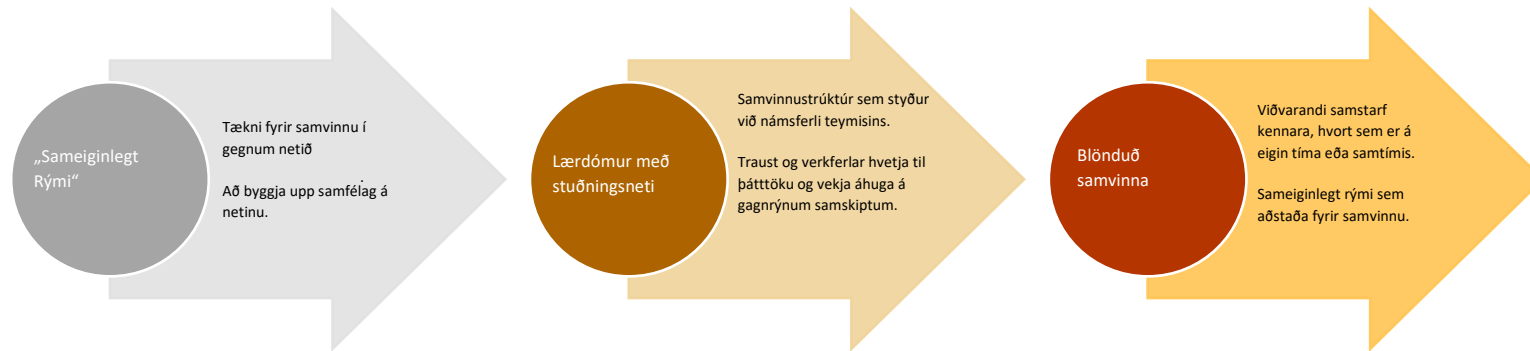 „Sameiginlegt
Rými“
Tækni fyrir samvinnu í
gegnum netið
Að byggja upp samfélag á
netinu.
Lærdómur með
stuðningsneti
Samvinnustrúktúr sem styður
við námsferli teymisins.
Traust og verkferlar hvetja til
þátttöku og vekja áhuga á
gagnrýnum samskiptum.
Blönduð
samvinna
Viðvarandi samstarf
kennara, hvort sem er á
eigin tíma eða samtímis.
Sameiginlegt rými sem
aðstaða fyrir samvinnu.